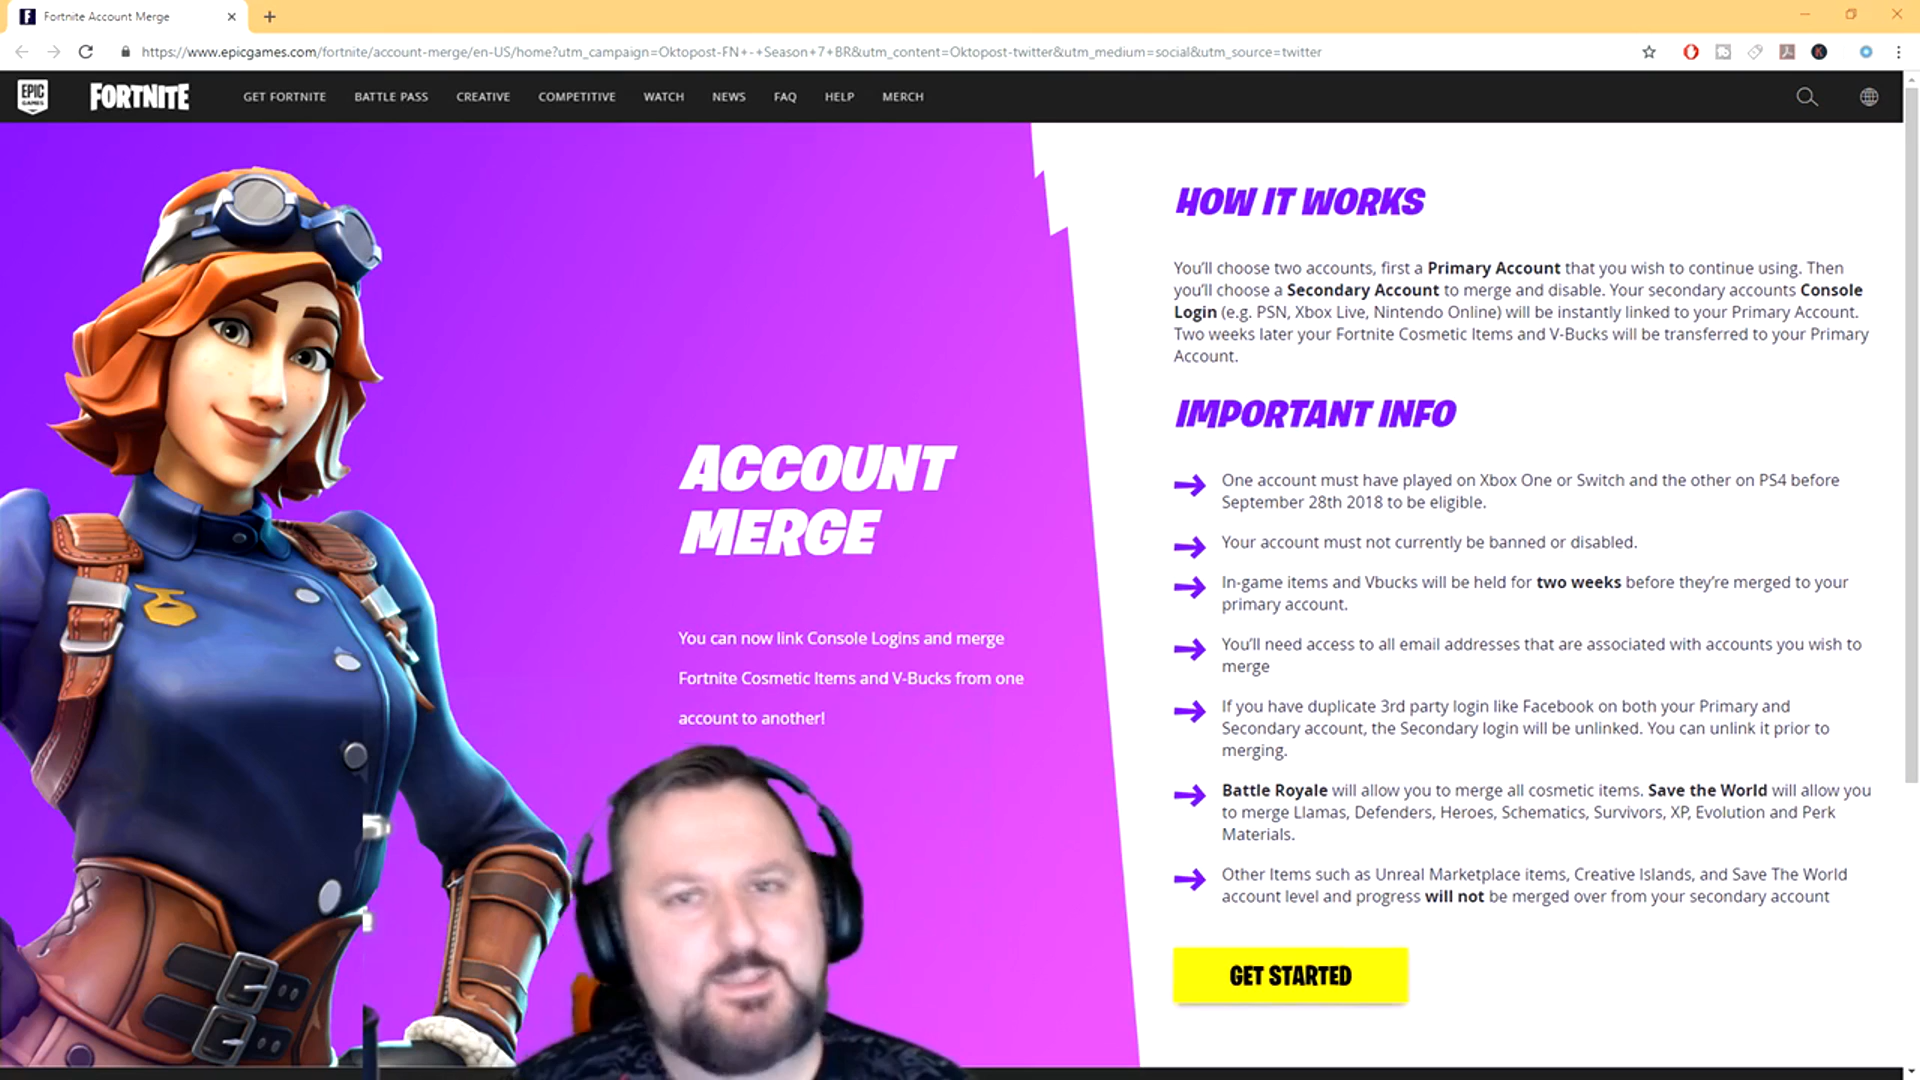 Fortnite Account Merge
https://www.epicgames.com/fortnite/account-merge/en-US/home?utm_campaign=Oktopost-FN+-+Season+7+BR&utm_content=Oktopost-twitter&utm_medium=social&utm_source=twitter
EPIC GAMES
FORTNITE
GET FORTNITE
BATTLE PASS
CREATIVE
COMPETITIVE
WATCH
NEWS
FAQ
HELP
MERCH
ACCOUNT
MERGE
You can now link Console Logins and merge
Fortnite Cosmetic Items and V-Bucks from one
account to another!
HOW IT WORKS
You'll choose two accounts, first a Primary Account that you wish to continue using. Then
you'll choose a Secondary Account to merge and disable. Your secondary accounts Console
Login (e.g. PSN, Xbox Live, Nintendo Online) will be instantly linked to your Primary Account.
Two weeks later your Fortnite Cosmetic Items and V-Bucks will be transferred to your Primary
Account.
IMPORTANT INFO
One account must have played on Xbox One or Switch and the other on PS4 before
September 28th 2018 to be eligible.
Your account must not currently be banned or disabled.
In-game items and Vbucks will be held for two weeks before they're merged to your
primary account.
You'll need access to all email addresses that are associated with accounts you wish to
merge
If you have duplicate 3rd party login like Facebook on both your Primary and
Secondary account, the Secondary login will be unlinked. You can unlink it prior to
merging.
Battle Royale will allow you to merge all cosmetic items. Save the World will allow you
to merge Llamas, Defenders, Heroes, Schematics, Survivors, XP, Evolution and Perk
Materials.
Other Items such as Unreal Marketplace items, Creative Islands, and Save The World
account level and progress will not be merged over from your secondary account
GET STARTED